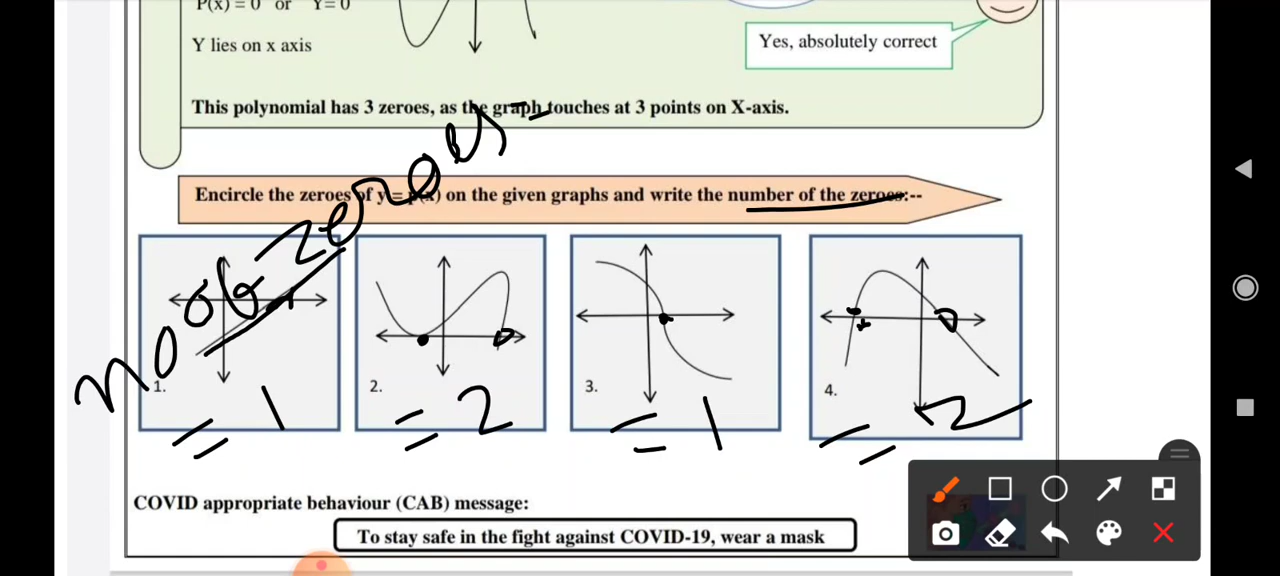 P(x) = 0 or Y= 0
Y lies on x axis
Yes, absolutely correct
This polynomial has 3 zeroes, as the graph touches at 3 points on X-axis.
Encircle the zeroes of y = p(x) on the given graphs and write the number of the zeroes:--
no of zeroes =
1.
= 1
2.
= 2
3.
= 1
4.
= 2
COVID appropriate behaviour (CAB) message:
To stay safe in the fight against COVID-19, wear a mask